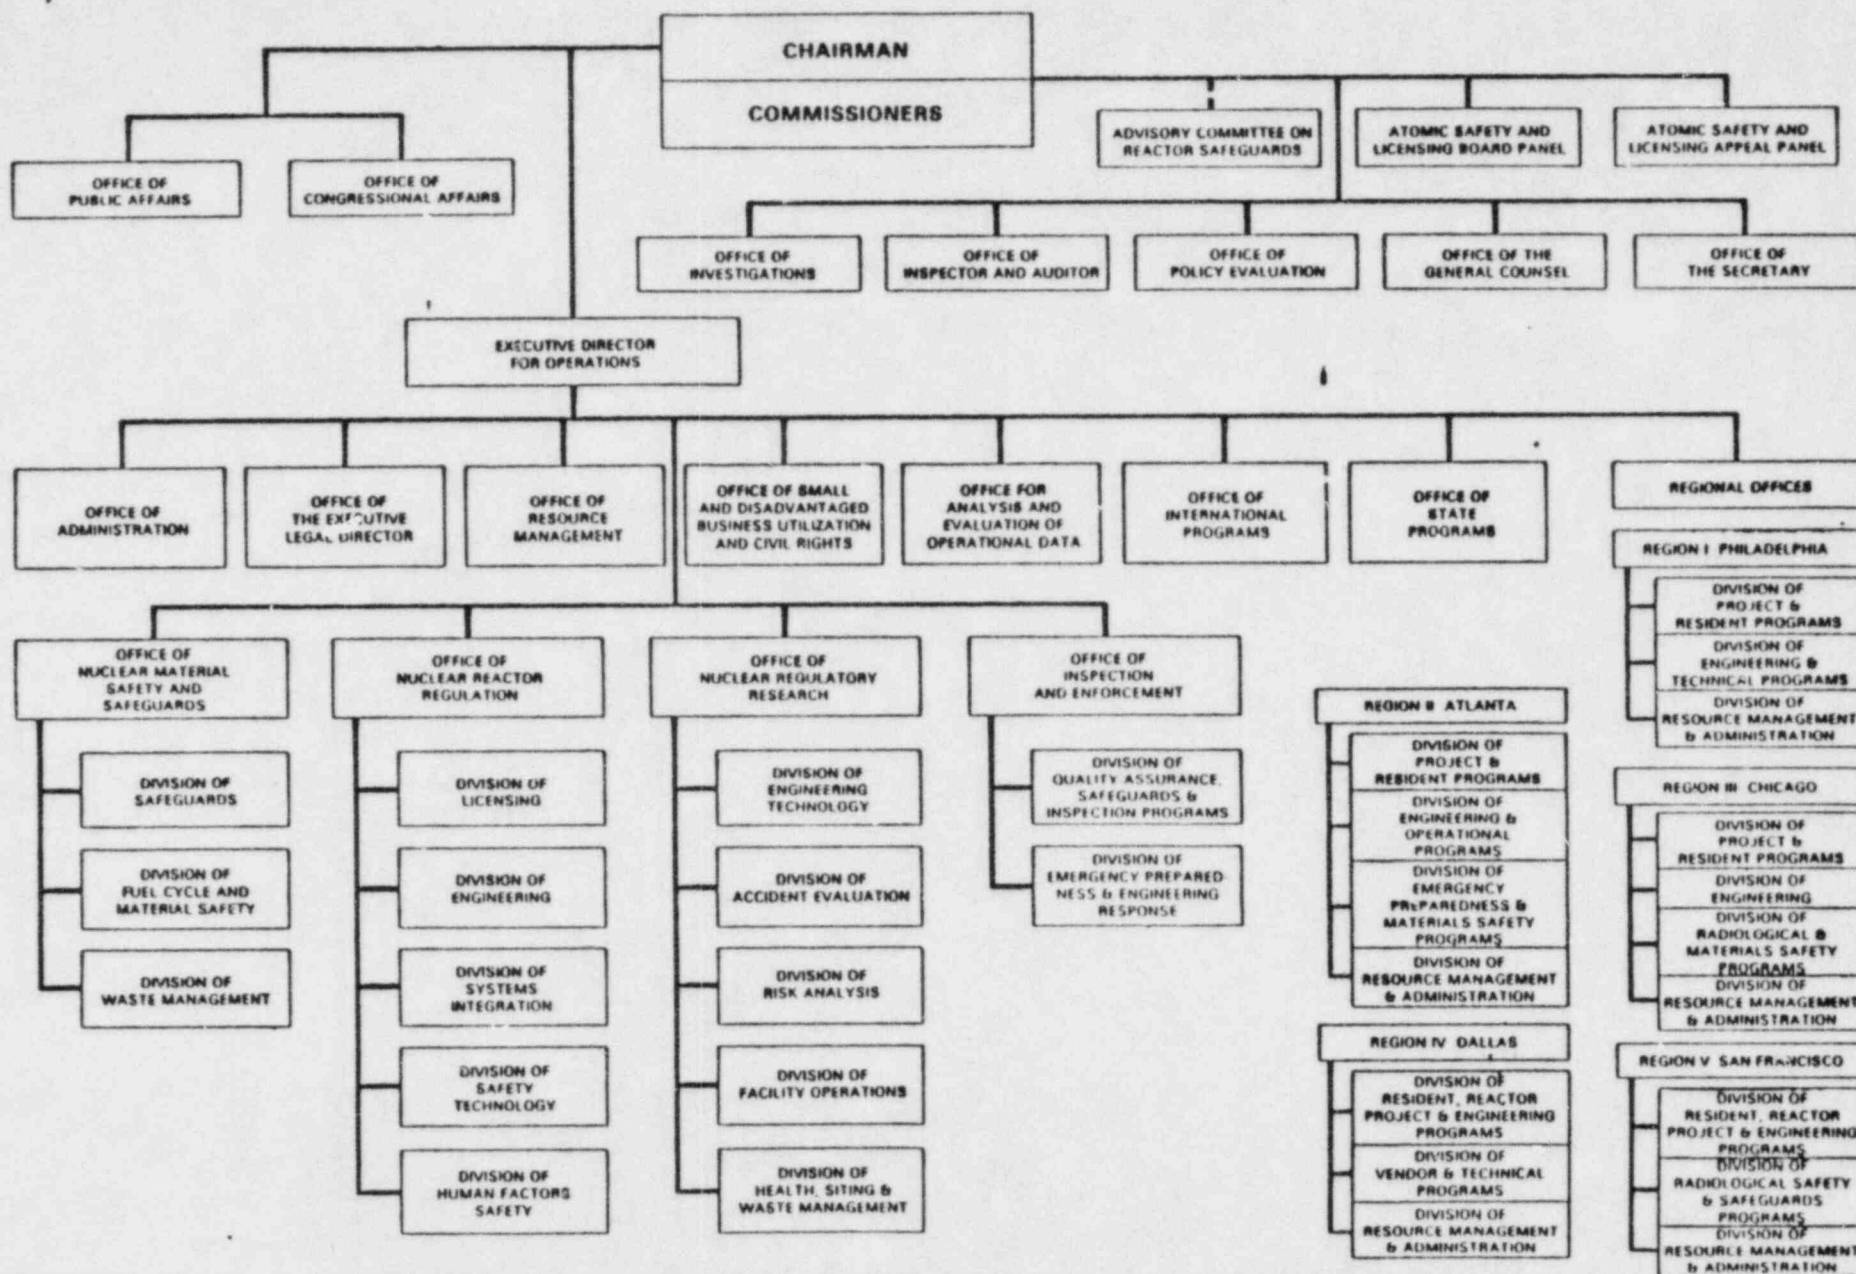 CHAIRMAN
COMMISSIONERS
ADVISORY COMMITTEE ON
REACTOR SAFEGUARDS
ATOMIC SAFETY AND
LICENSING BOARD PANEL
ATOMIC SAFETY AND
LICENSING APPEAL PANEL
OFFICE OF
PUBLIC AFFAIRS
OFFICE OF
CONGRESSIONAL AFFAIRS
OFFICE OF
INVESTIGATIONS
OFFICE OF
INSPECTOR AND AUDITOR
OFFICE OF
POLICY EVALUATION
OFFICE OF THE
GENERAL COUNSEL
OFFICE OF
THE SECRETARY
EXECUTIVE DIRECTOR
FOR OPERATIONS
OFFICE OF
ADMINISTRATION
OFFICE OF
THE EXECUTIVE
LEGAL DIRECTOR
OFFICE OF
RESOURCE
MANAGEMENT
OFFICE OF SMALL
AND DISADVANTAGED
BUSINESS UTILIZATION
AND CIVIL RIGHTS
OFFICE FOR
ANALYSIS AND
EVALUATION OF
OPERATIONAL DATA
OFFICE OF
INTERNATIONAL
PROGRAMS
OFFICE OF
STATE
PROGRAMS
REGIONAL OFFICES
REGION I PHILADELPHIA
DIVISION OF
PROJECT &
RESIDENT PROGRAMS
DIVISION OF
ENGINEERING &
TECHNICAL PROGRAMS
DIVISION OF
RESOURCE MANAGEMENT
& ADMINISTRATION
OFFICE OF
NUCLEAR MATERIAL
SAFETY AND
SAFEGUARDS
DIVISION OF
SAFEGUARDS
DIVISION OF
FUEL CYCLE AND
MATERIAL SAFETY
DIVISION OF
WASTE MANAGEMENT
OFFICE OF
NUCLEAR REACTOR
REGULATION
DIVISION OF
LICENSING
DIVISION OF
ENGINEERING
DIVISION OF
SYSTEMS
INTEGRATION
DIVISION OF
SAFETY
TECHNOLOGY
DIVISION OF
HUMAN FACTORS
SAFETY
OFFICE OF
NUCLEAR REGULATORY
RESEARCH
DIVISION OF
ENGINEERING
TECHNOLOGY
DIVISION OF
ACCIDENT EVALUATION
DIVISION OF
RISK ANALYSIS
DIVISION OF
FACILITY OPERATIONS
DIVISION OF
HEALTH, SITING &
WASTE MANAGEMENT
OFFICE OF
INSPECTION
AND ENFORCEMENT
DIVISION OF
QUALITY ASSURANCE,
SAFEGUARDS &
INSPECTION PROGRAMS
DIVISION OF
EMERGENCY PREPARED
NESS & ENGINEERING
RESPONSE
REGION II ATLANTA
DIVISION OF
PROJECT &
RESIDENT PROGRAMS
DIVISION OF
ENGINEERING &
OPERATIONAL
PROGRAMS
DIVISION OF
EMERGENCY
PREPAREDNESS &
MATERIALS SAFETY
PROGRAMS
DIVISION OF
RESOURCE MANAGEMENT
& ADMINISTRATION
REGION III CHICAGO
DIVISION OF
PROJECT &
RESIDENT PROGRAMS
DIVISION OF
ENGINEERING
DIVISION OF
RADIOLOGICAL &
MATERIALS SAFETY
PROGRAMS
DIVISION OF
RESOURCE MANAGEMENT
& ADMINISTRATION
REGION IV DALLAS
DIVISION OF
RESIDENT, REACTOR
PROJECT & ENGINEERING
PROGRAMS
DIVISION OF
VENDOR & TECHNICAL
PROGRAMS
DIVISION OF
RESOURCE MANAGEMENT
& ADMINISTRATION
REGION V SAN FRANCISCO
DIVISION OF
RESIDENT, REACTOR
PROJECT & ENGINEERING
PROGRAMS
DIVISION OF
RADIOLOGICAL SAFETY
& SAFEGUARDS
PROGRAMS
DIVISION OF
RESOURCE MANAGEMENT
& ADMINISTRATION